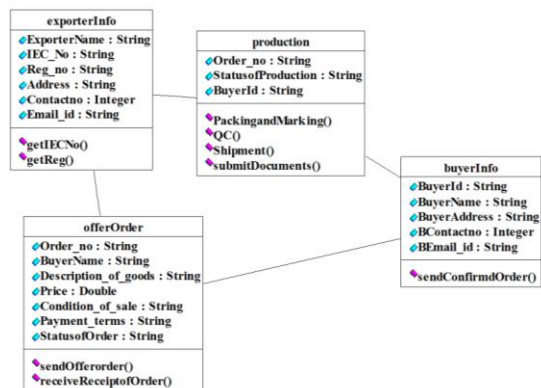 exporterInfo
ExporterName : String
IEC_No : String
Reg_no : String
Address : String
Contactno : Integer
Email_id : String
getIECNo()
getReg()
production
Order_no : String
StatusofProduction : String
BuyerId : String
PackingandMarking()
QC()
Shipment()
submitDocuments()
buyerInfo
BuyerId : String
BuyerName : String
BuyerAddress : String
BContactno : Integer
BEmail_id : String
sendConfirmdOrder()
offerOrder
Order_no : String
BuyerName : String
Description_of_goods : String
Price : Double
Condition_of_sale : String
Payment_terms : String
StatusofOrder : String
sendOfferorder()
receiveReceiptofOrder()